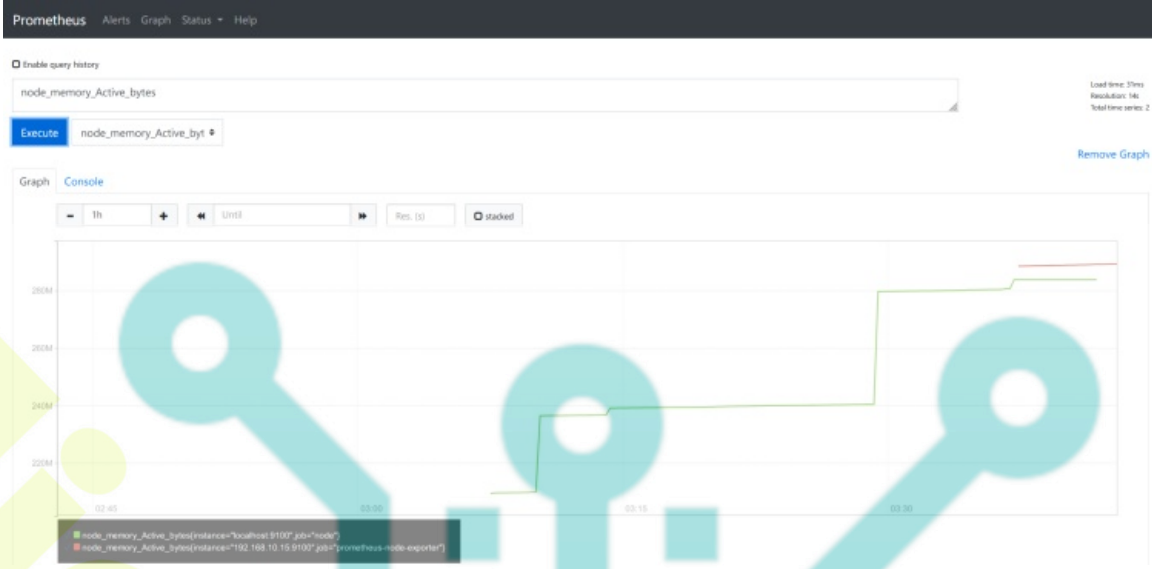 Prometheus Alerts Graph Status Help
Enable query history
node_memory_Active_bytes
Load time: 31ms
Resolution: 14s
Total time series: 2
Execute node_memory_Active_byt
Remove Graph
Graph Console
- 1h + Until Res. (s) stacked
280M
260M
240M
220M
02:45 03:00 03:15 03:30
node_memory_Active_bytes{instance="localhost:9100",job="node"}
node_memory_Active_bytes{instance="192.168.10.15:9100",job="prometheus-node-exporter"}